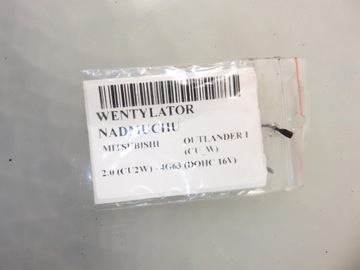 WENTYLATOR
NADMUCHU
MITSUBISHI OUTLANDER I
(CU_W)
2.0 (CU2W) - 4G63 (DOHC 16V)